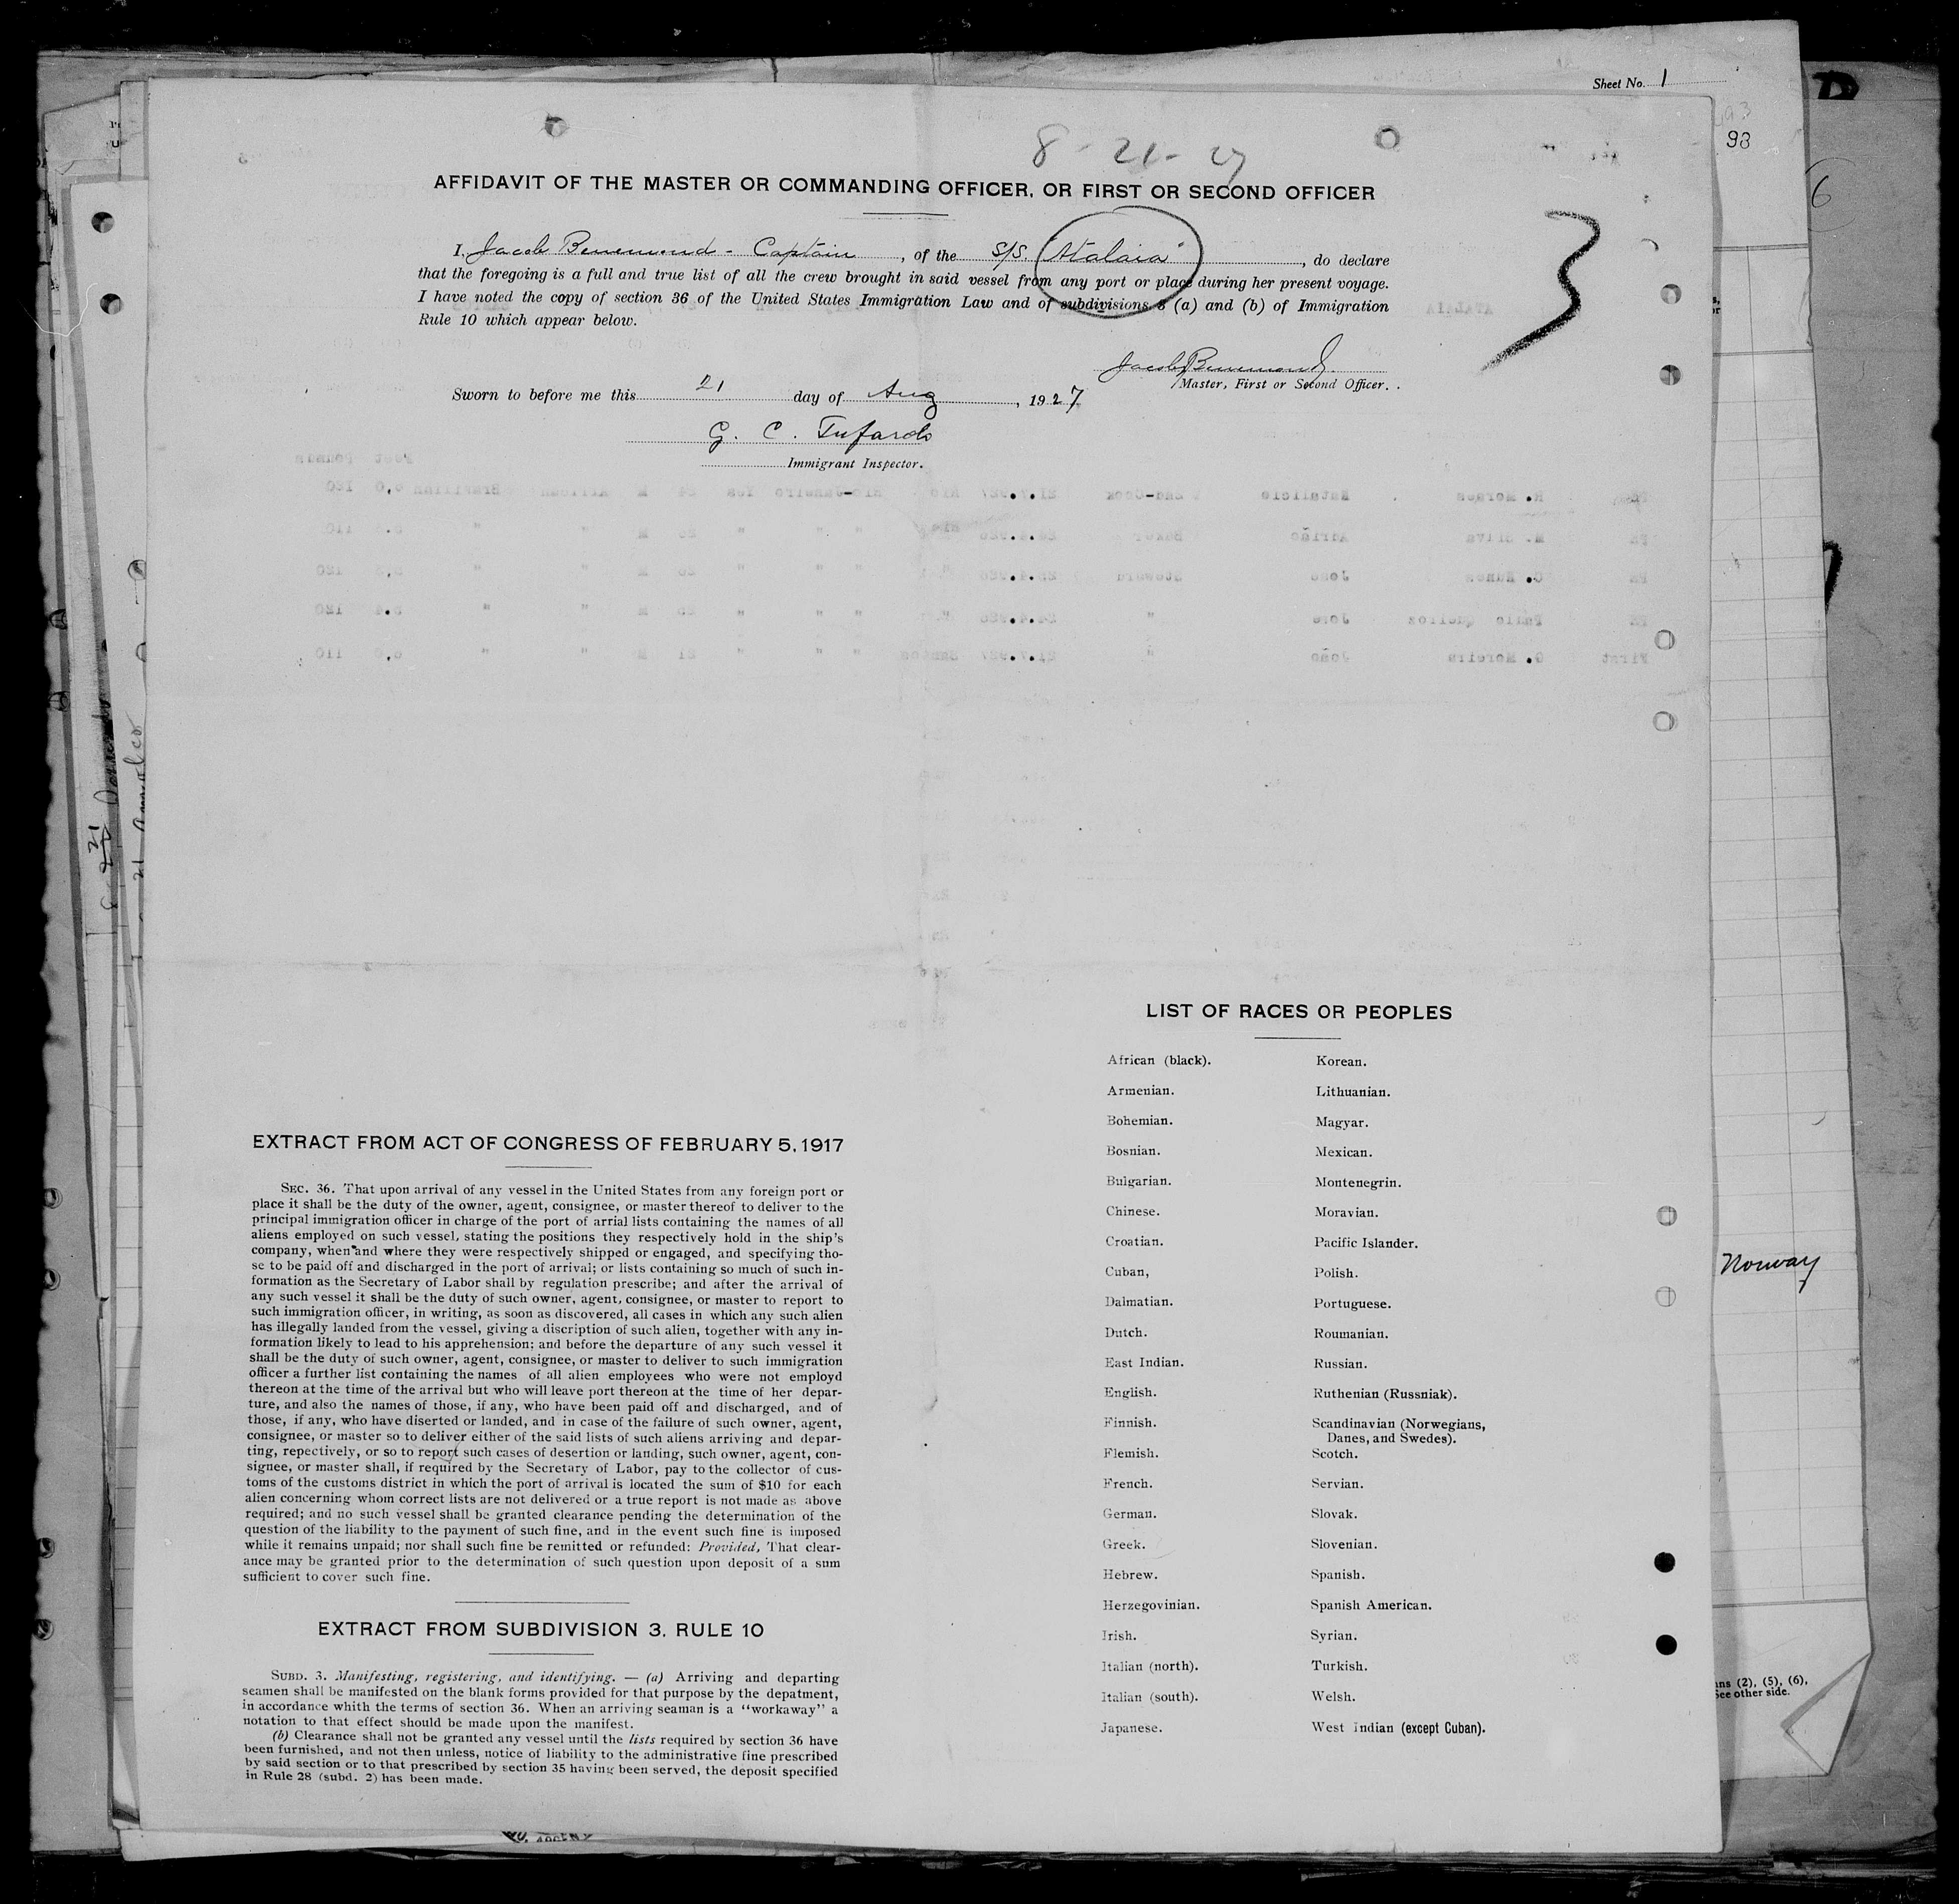 Sheet No. 1
93
98
8-21-27
AFFIDAVIT OF THE MASTER OR COMMANDING OFFICER, OR FIRST OR SECOND OFFICER
I, Jacob Benemond - Captain, of the S/S. "Atalaia", do declare
that the foregoing is a full and true list of all the crew brought in said vessel from any port or place during her present voyage.
I have noted the copy of section 36 of the United States Immigration Law and of subdivisions 3 (a) and (b) of Immigration
Rule 10 which appear below.
3
Jacob Benemond
Master, First or Second Officer.
Sworn to before me this 21 day of Aug, 1927
G. C. Tufarolo
Immigrant Inspector.
EXTRACT FROM ACT OF CONGRESS OF FEBRUARY 5, 1917
SEC. 36. That upon arrival of any vessel in the United States from any foreign port or
place it shall be the duty of the owner, agent, consignee, or master thereof to deliver to the
principal immigration officer in charge of the port of arrial lists containing the names of all
aliens employed on such vessel, stating the positions they respectively hold in the ship's
company, when and where they were respectively shipped or engaged, and specifying tho-
se to be paid off and discharged in the port of arrival; or lists containing so much of such in-
formation as the Secretary of Labor shall by regulation prescribe; and after the arrival of
any such vessel it shall be the duty of such owner, agent, consignee, or master to report to
such immigration officer, in writing, as soon as discovered, all cases in which any such alien
has illegally landed from the vessel, giving a discription of such alien, together with any in-
formation likely to lead to his apprehension; and before the departure of any such vessel it
shall be the duty of such owner, agent, consignee, or master to deliver to such immigration
officer a further list containing the names of all alien employees who were not employd
thereon at the time of the arrival but who will leave port thereon at the time of her depar-
ture, and also the names of those, if any, who have been paid off and discharged, and of
those, if any, who have diserted or landed, and in case of the failure of such owner, agent,
consignee, or master so to deliver either of the said lists of such aliens arriving and depar-
ting, repectively, or so to report such cases of desertion or landing, such owner, agent, con-
signee, or master shall, if required by the Secretary of Labor, pay to the collector of cus-
toms of the customs district in which the port of arrival is located the sum of $10 for each
alien concerning whom correct lists are not delivered or a true report is not made as above
required; and no such vessel shall be granted clearance pending the determination of the
question of the liability to the payment of such fine, and in the event such fine is imposed
while it remains unpaid; nor shall such fine be remitted or refunded: Provided, That clear-
ance may be granted prior to the determination of such question upon deposit of a sum
sufficient to cover such fine.
EXTRACT FROM SUBDIVISION 3, RULE 10
SUBD. 3. Manifesting, registering, and identifying. — (a) Arriving and departing
seamen shall be manifested on the blank forms provided for that purpose by the depatment,
in accordance whith the terms of section 36. When an arriving seaman is a "workaway" a
notation to that effect should be made upon the manifest.
(b) Clearance shall not be granted any vessel until the lists required by section 36 have
been furnished, and not then unless, notice of liability to the administrative fine prescribed
by said section or to that prescribed by section 35 having been served, the deposit specified
in Rule 28 (subd. 2) has been made.
LIST OF RACES OR PEOPLES
African (black).
Armenian.
Bohemian.
Bosnian.
Bulgarian.
Chinese.
Croatian.
Cuban,
Dalmatian.
Dutch.
East Indian.
English.
Finnish.
Flemish.
French.
German.
Greek.
Hebrew.
Herzegovinian.
Irish.
Italian (north).
Italian (south).
Japanese.
Korean.
Lithuanian.
Magyar.
Mexican.
Montenegrin.
Moravian.
Pacific Islander.
Polish.
Portuguese.
Roumanian.
Russian.
Ruthenian (Russniak).
Scandinavian (Norwegians,
Danes, and Swedes).
Scotch.
Servian.
Slovak.
Slovenian.
Spanish.
Spanish American.
Syrian.
Turkish.
Welsh.
West Indian (except Cuban).
Norway
(2), (5), (6),
See other side.